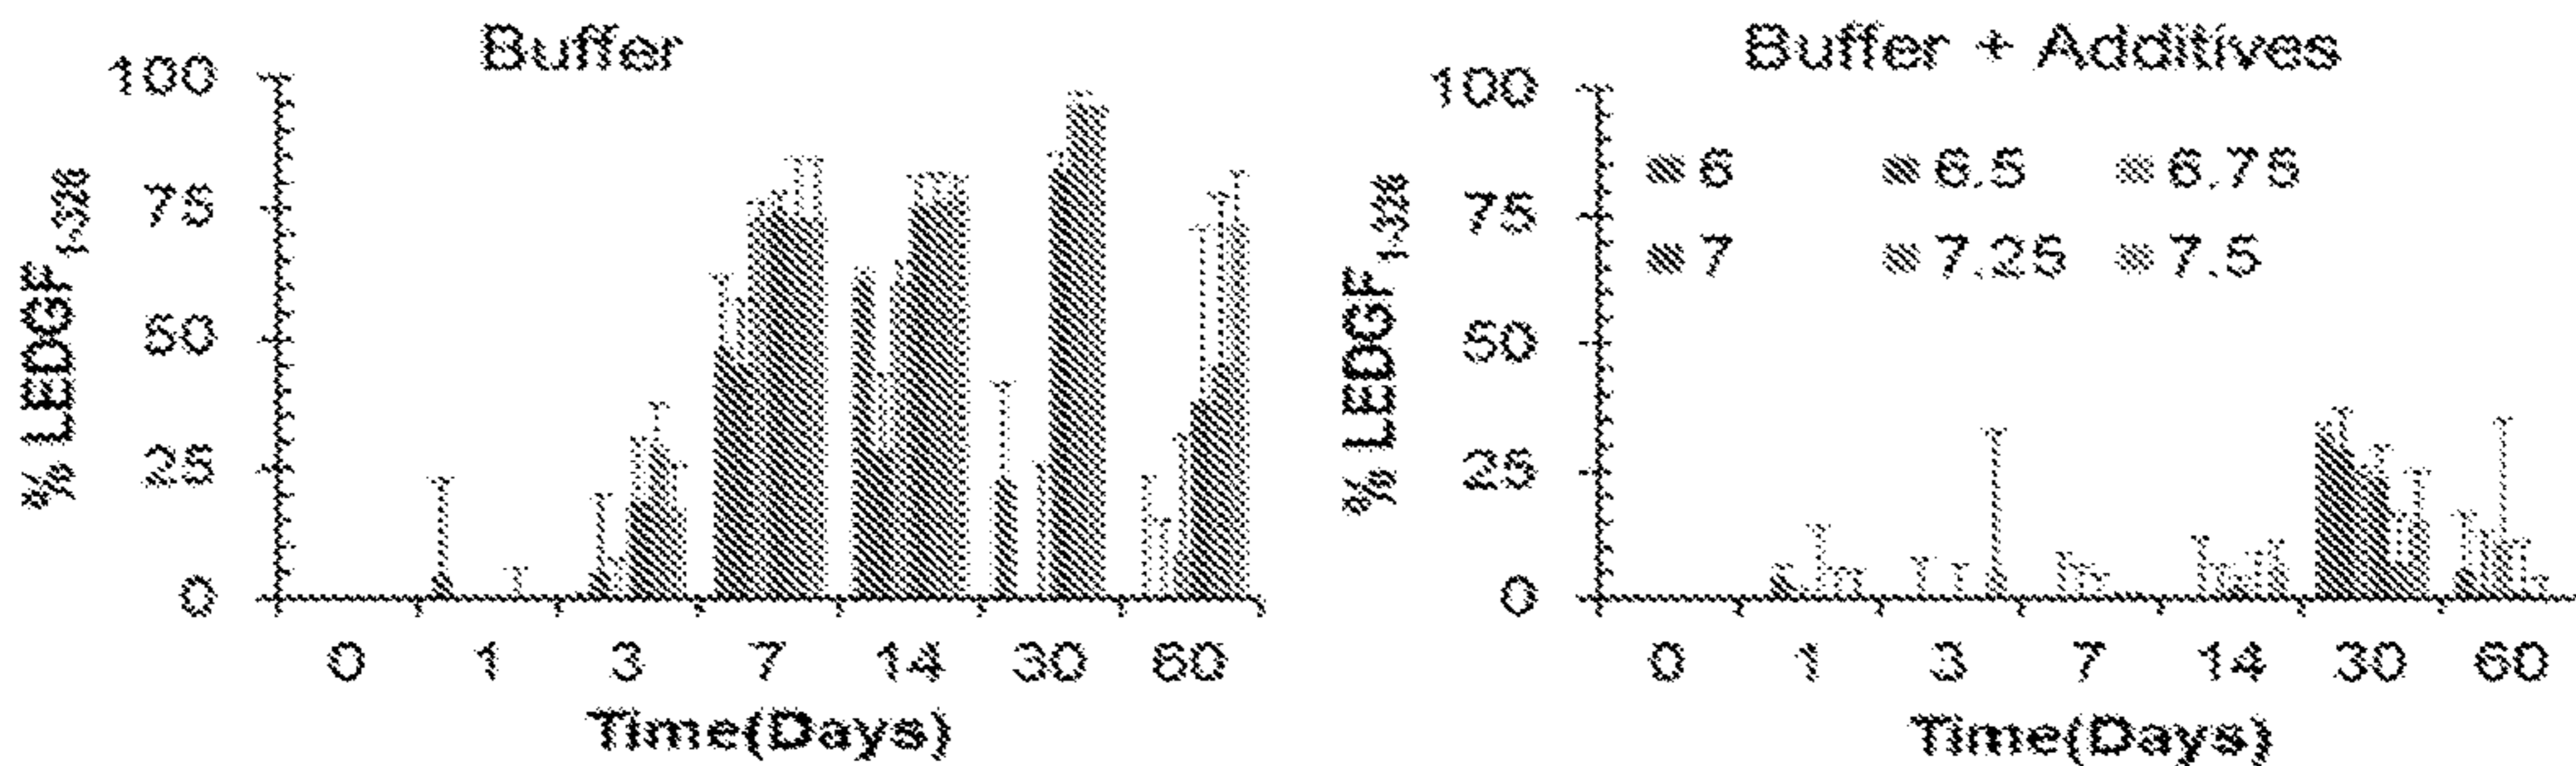 Buffer
100
75
50
25
0
% LEDGF1-326
0 1 3 7 14 30 60
Time(Days)
Buffer + Additives
100
75
50
25
0
% LEDGF1-326
6 6.5 6.75
7 7.25 7.5
0 1 3 7 14 30 60
Time(Days)